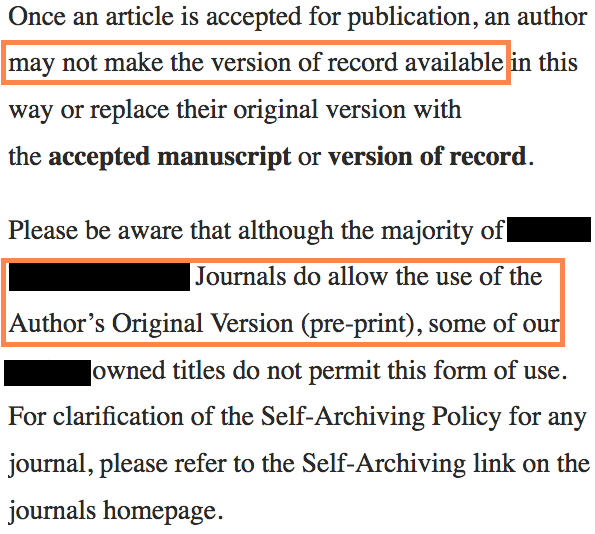 Once an article is accepted for publication, an author
may not make the version of record available in this
way or replace their original version with
the accepted manuscript or version of record.
Please be aware that although the majority of
Journals do allow the use of the
Author’s Original Version (pre-print), some of our
owned titles do not permit this form of use.
For clarification of the Self-Archiving Policy for any
journal, please refer to the Self-Archiving link on the
journals homepage.